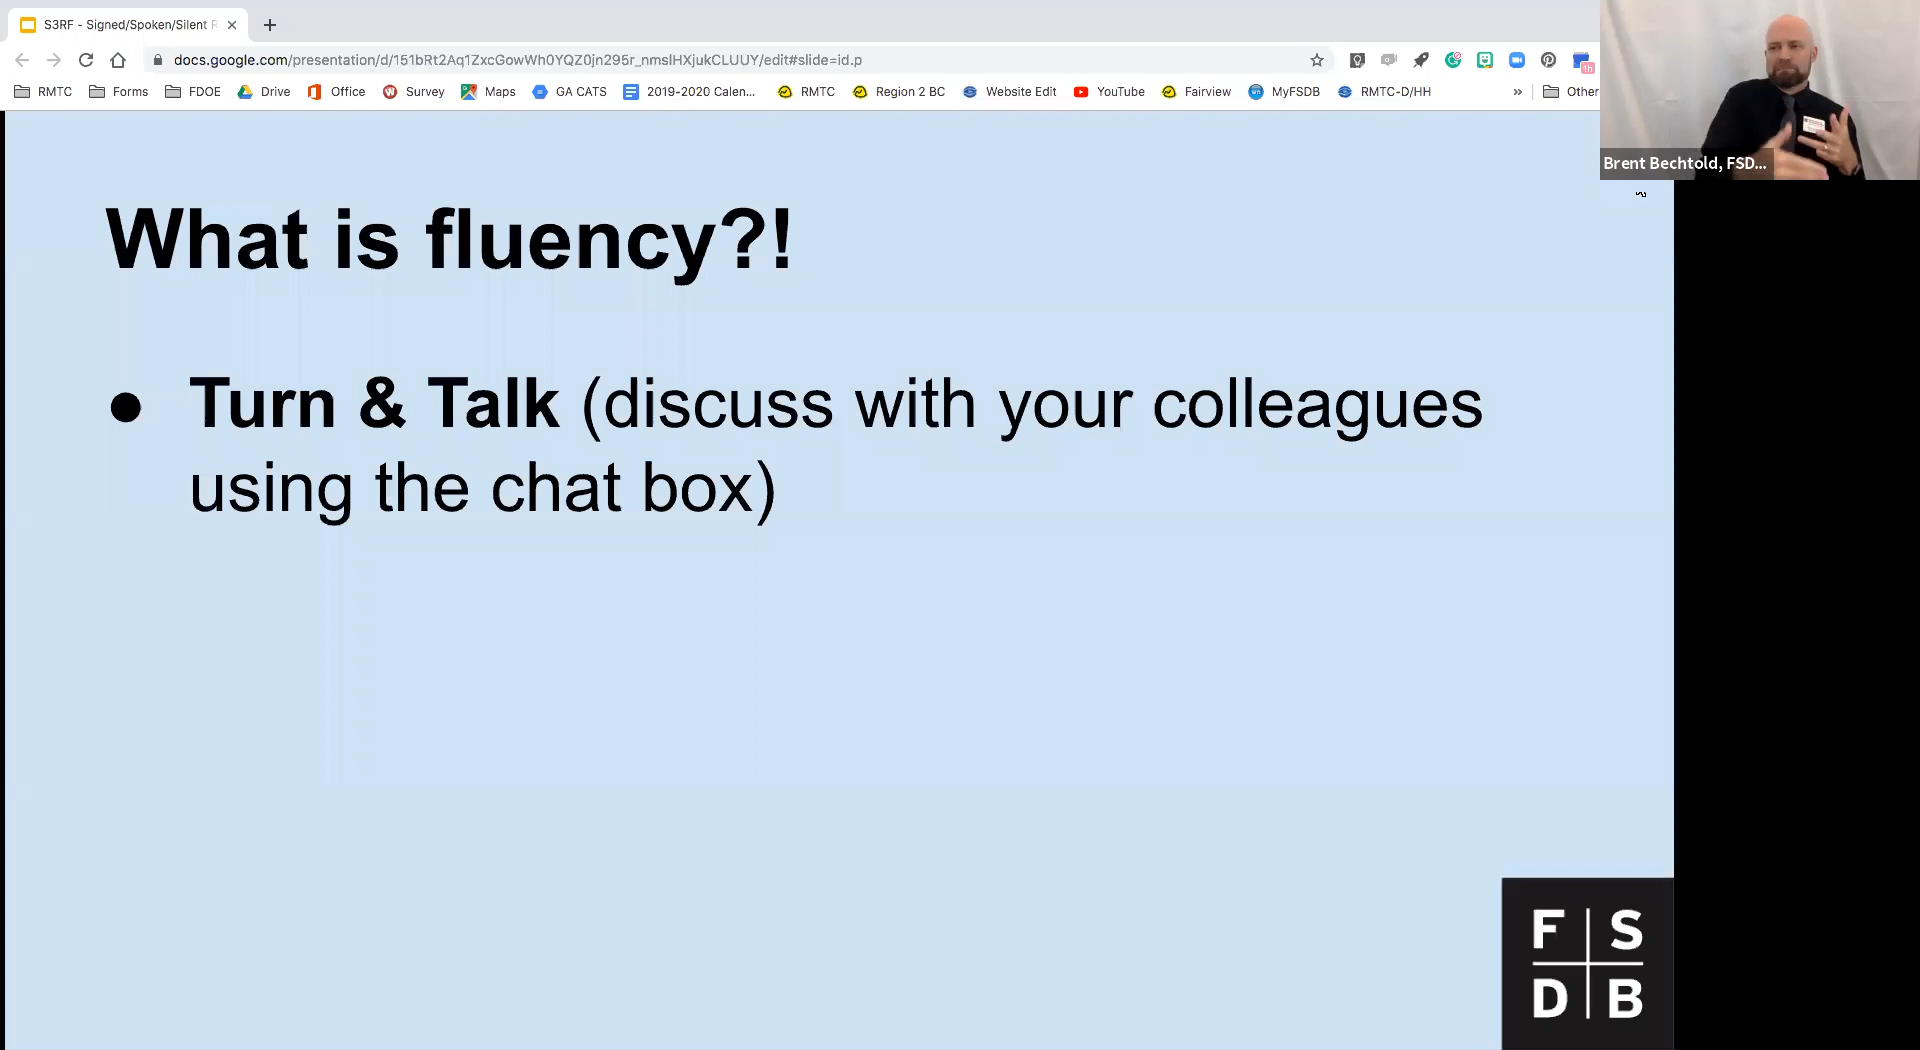 S3RF - Signed/Spoken/Silent R
docs.google.com/presentation/d/151bRt2Aq1ZxcGowWh0YQZ0jn295r_nmslHXjukCLUUY/edit#slide=id.p
1h
RMTC Forms FDOE Drive Office Survey Maps GA CATS 2019-2020 Calen... RMTC Region 2 BC Website Edit YouTube Fairview MyFSDB RMTC-D/HH » Other
Brent Bechtold, FSD...
What is fluency?!
● Turn & Talk (discuss with your colleagues
using the chat box)
F S
D B